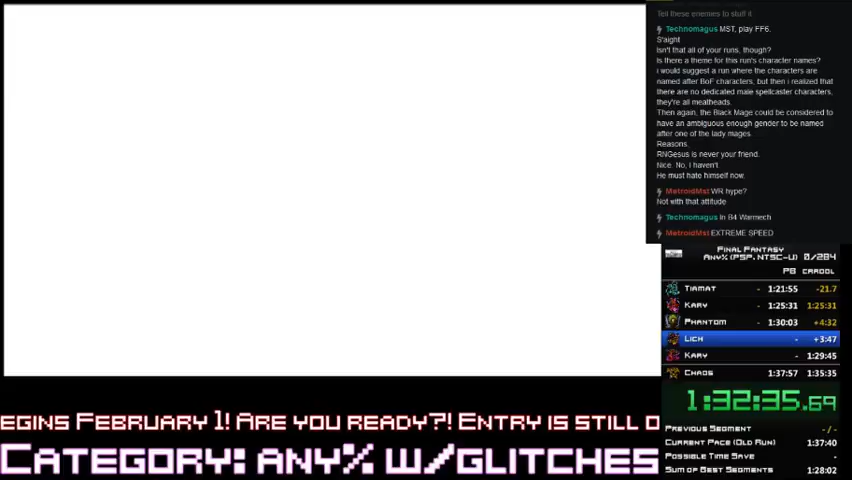 Tell these enemies to stuff it
Technomagus MST, play FF6.
S'aight
Isn't that all of your runs, though?
Is there a theme for this run's character names?
i would suggest a run where the characters are
named after BoF characters, but then i realized that
there are no dedicated male spellcaster characters,
they're all meatheads.
Then again, the Black Mage could be considered to
have an ambiguous enough gender to be named
after one of the lady mages.
Reasons.
RNGesus is never your friend.
Nice. No, I haven't.
He must hate himself now.
MetroidMst WR hype?
Not with that attitude
Technomagus In B4 Warmech
MetroidMst EXTREME SPEED
Final Fantasy
Any% (PSP, NTSC-U) 0/284
PB
Tiamat - 1:21:55 -21.7
Kary - 1:25:31 1:25:31
Phantom - 1:30:03 +4:32
Lich - +3:47
Kary - 1:29:45
Chaos 1:37:57 1:35:35
1:32:35.69
Previous Segment - / -
Current Pace (Old Run) 1:37:40
Possible Time Save -
Sum of Best Segments 1:28:02
egins February 1! Are you ready?! Entry is still o
Category: any% w/glitches